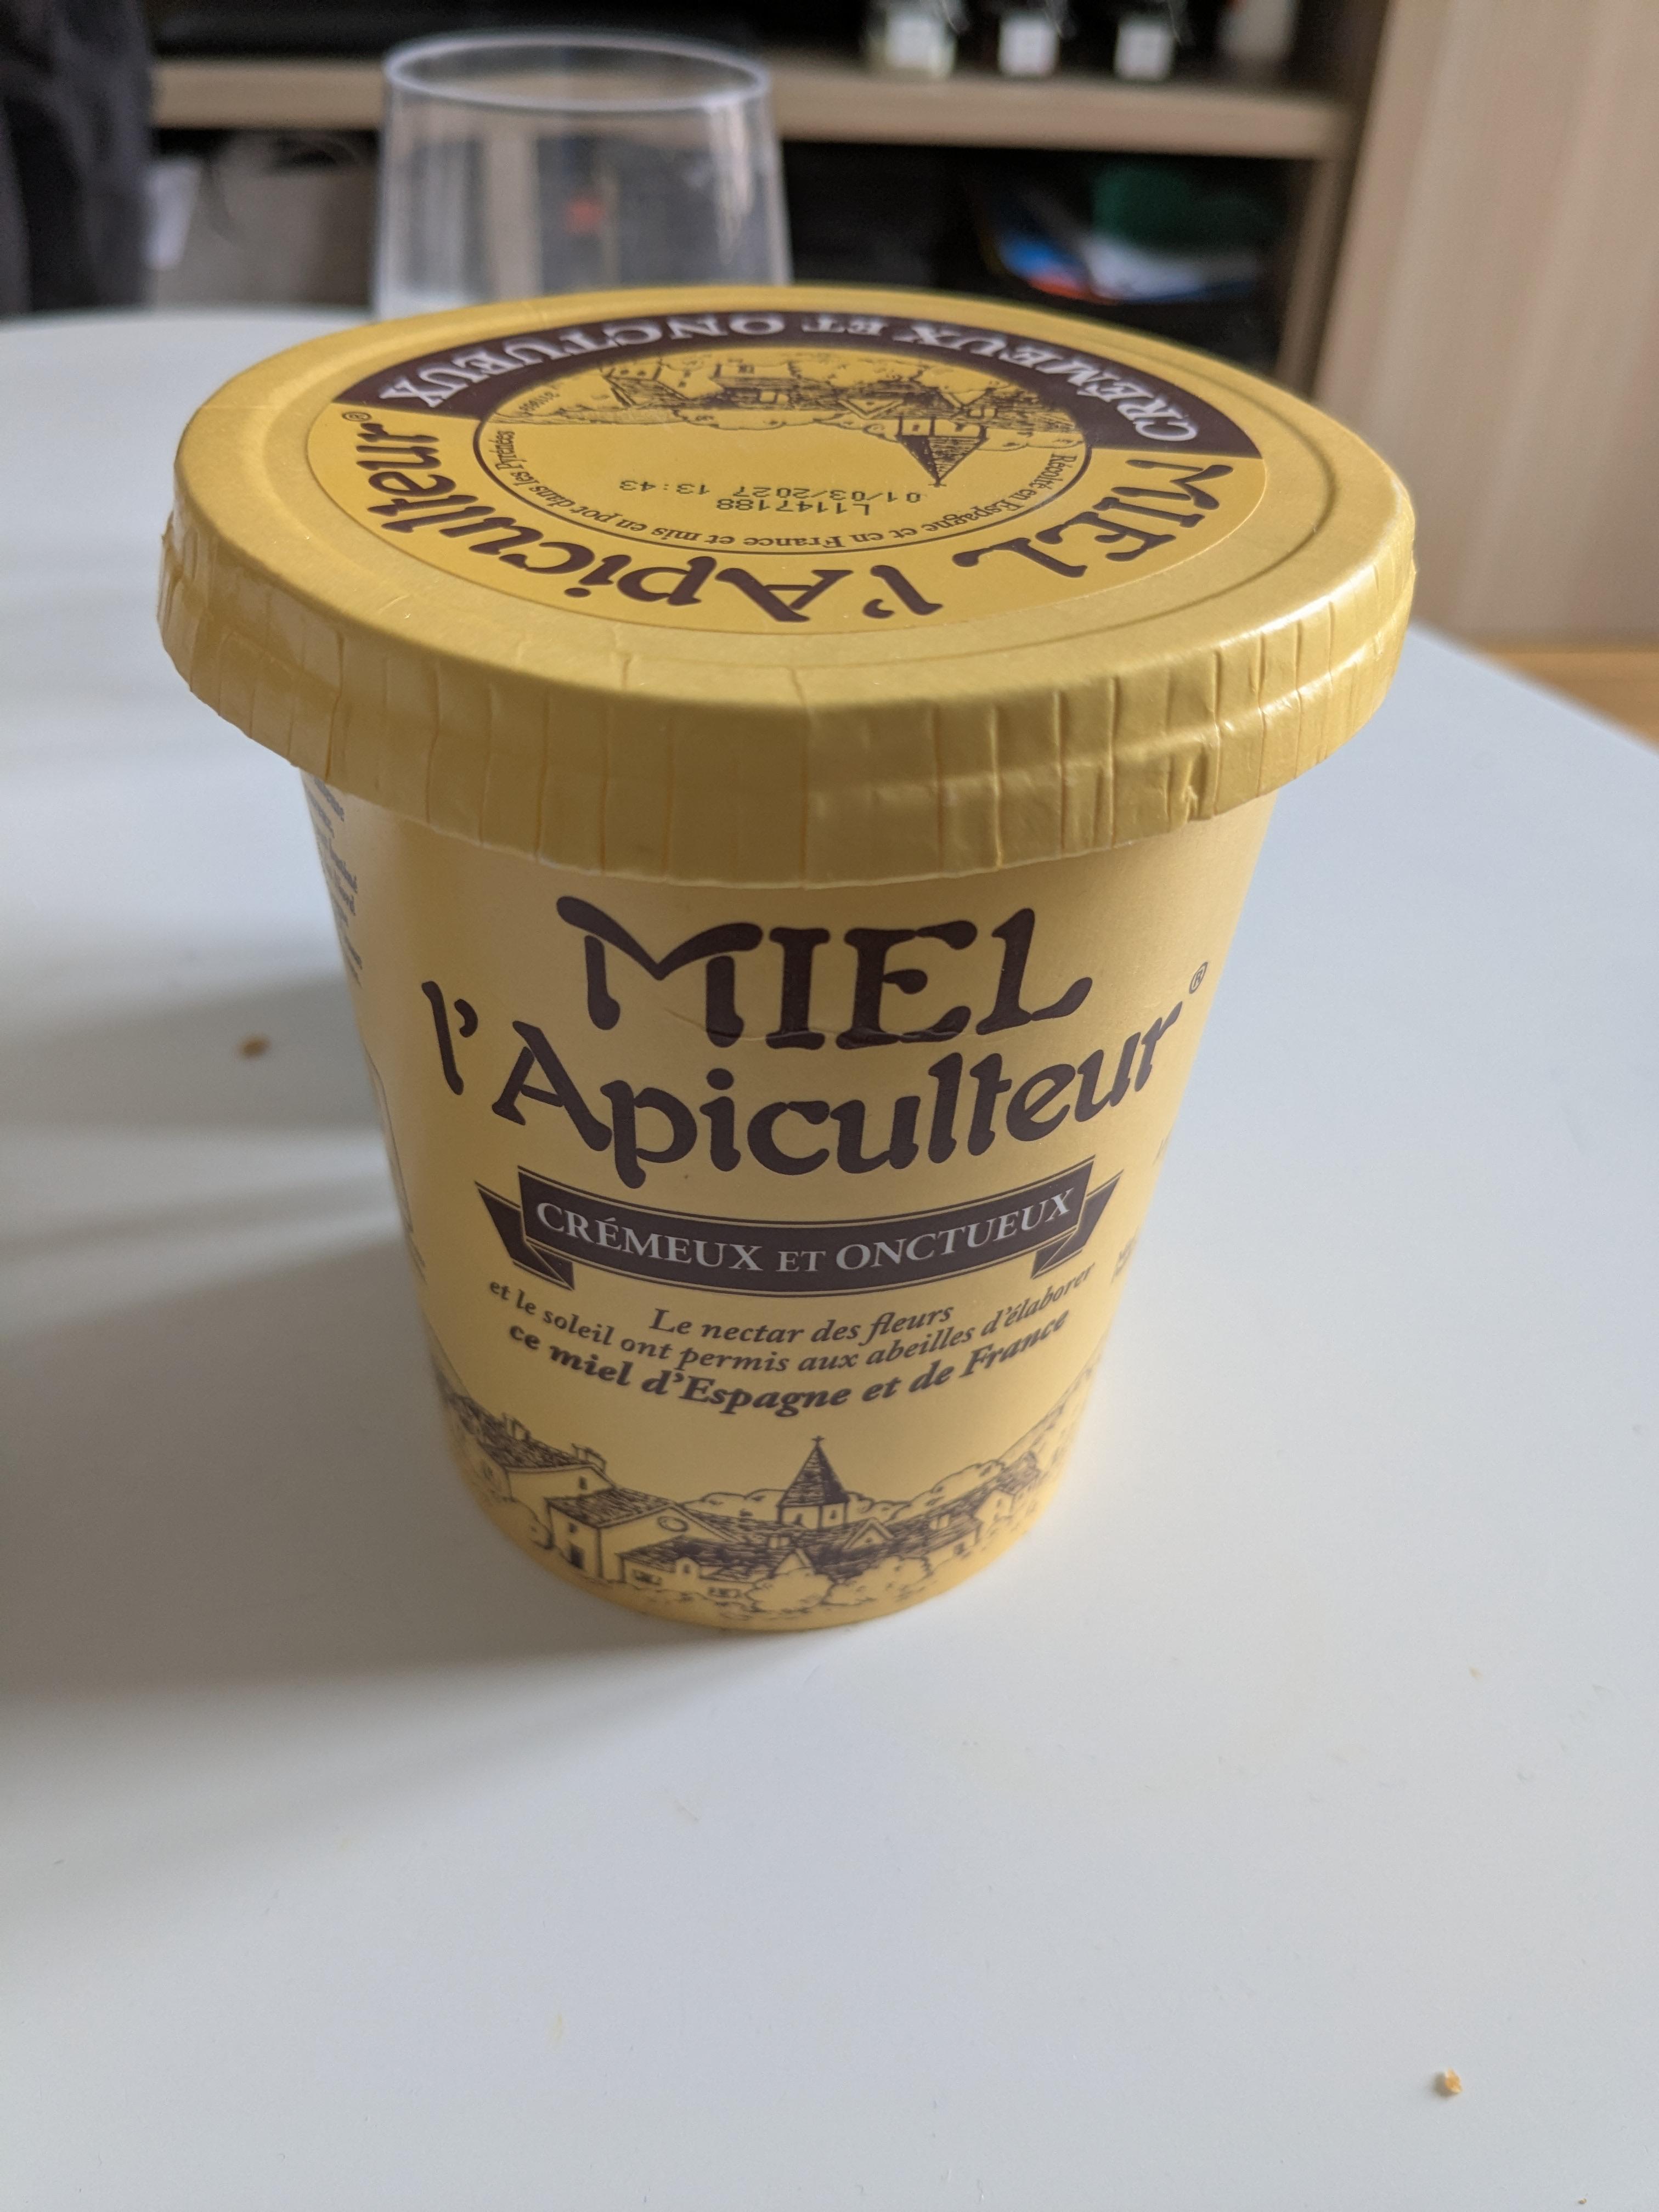 CRÉMEUX ET ONCTUEUX
MIEL l'Apiculteur®
Récolté en Espagne et en France et mis en pot dans les Pyrénées
L1147188
01/03/2027 13:43
MIEL
l'Apiculteur®
CRÉMEUX ET ONCTUEUX
Le nectar des fleurs
et le soleil ont permis aux abeilles d'élaborer
ce miel d'Espagne et de France